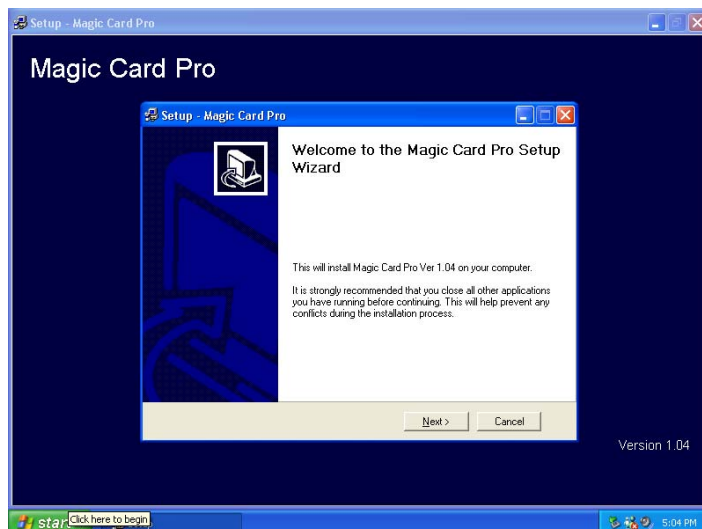 Setup - Magic Card Pro
Magic Card Pro
Setup - Magic Card Pro
Welcome to the Magic Card Pro Setup
Wizard
This will install Magic Card Pro Ver 1.04 on your computer.
It is strongly recommended that you close all other applications
you have running before continuing. This will help prevent any
conflicts during the installation process.
Next >
Cancel
Version 1.04
star
Click here to begin
5:04 PM